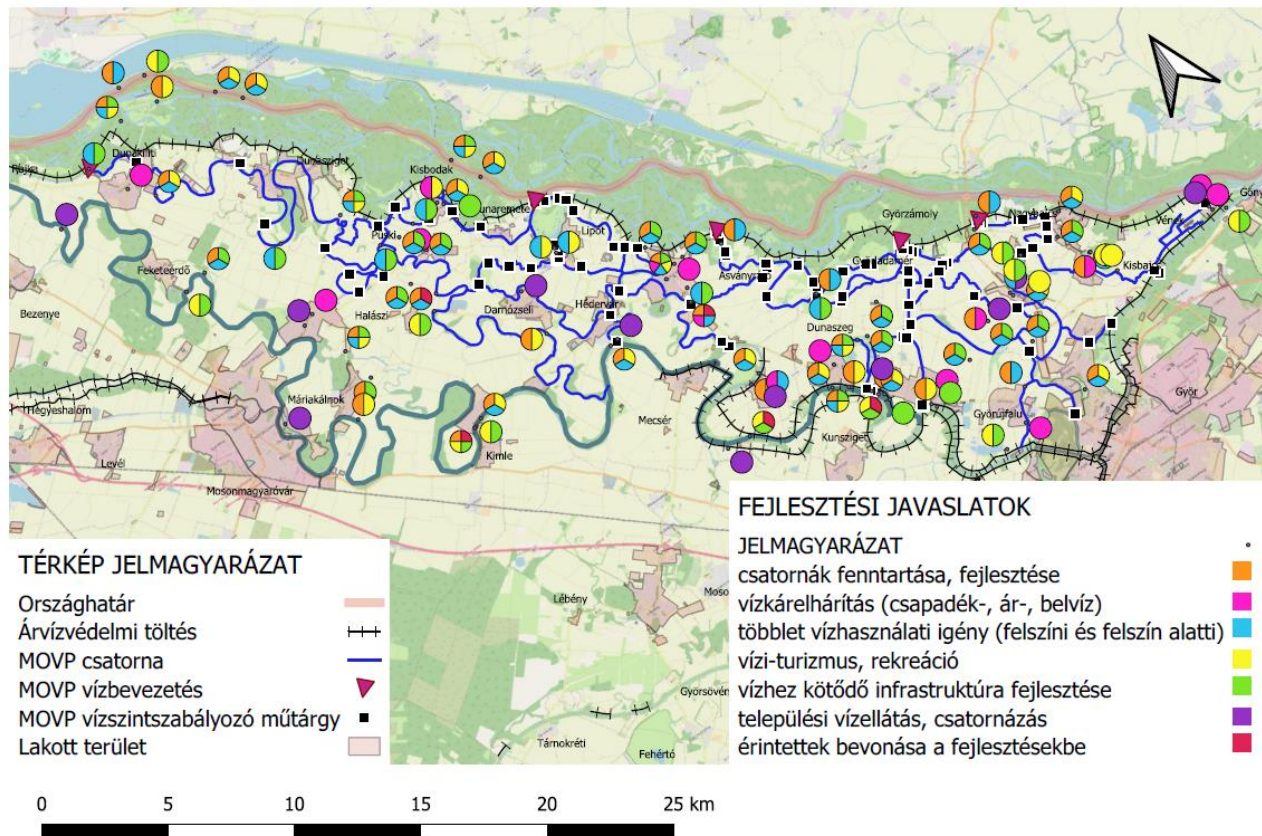 Rajka
Dunakiliti
Dunasziget
Kisbodak
Dunaremete
Győrzámoly
Nagybajcs
Vének
Gönyű
Püski
Lipót
Feketeerdő
Ásványráró
Győrladamér
Kisbajcs
Bezenye
Halászi
Darnózseli
Hédervár
Dunaszeg
Hegyeshalom
Máriakálnok
Mecsér
Győr
Győrújfalu
Kunsziget
Levél
Kimle
Mosonmagyaróvár
Lébény
Tárnokréti
Fehértó
TÉRKÉP JELMAGYARÁZAT
Országhatár
Árvízvédelmi töltés
MOVP csatorna
MOVP vízbevezetés
MOVP vízszintszabályozó műtárgy
Lakott terület
FEJLESZTÉSI JAVASLATOK
JELMAGYARÁZAT
csatornák fenntartása, fejlesztése
vízkárelhárítás (csapadék-, ár-, belvíz)
többlet vízhasználati igény (felszíni és felszín alatti)
vízi-turizmus, rekreáció
vízhez kötődő infrastruktúra fejlesztése
települési vízellátás, csatornázás
érintettek bevonása a fejlesztésekbe
0 5 10 15 20 25 km